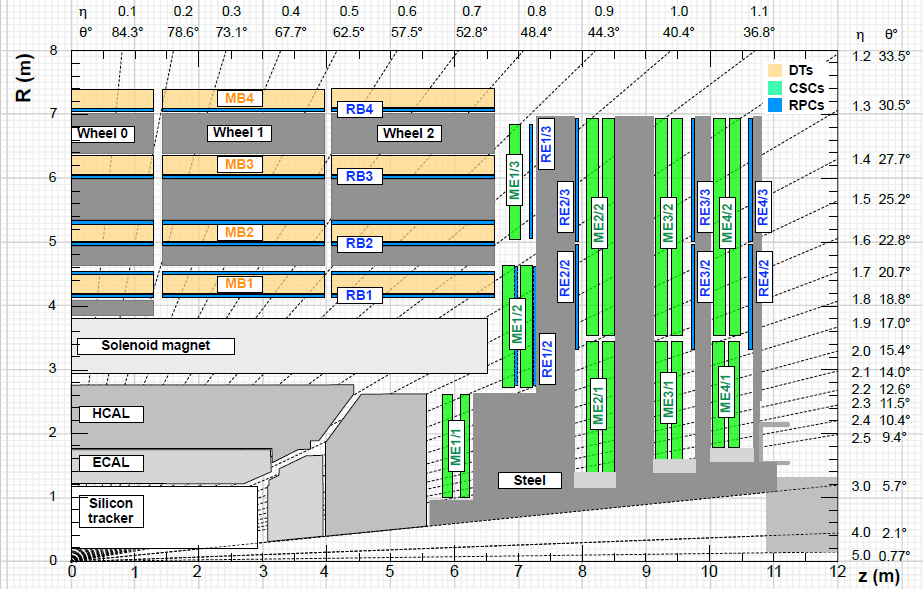 η 0.1 0.2 0.3 0.4 0.5 0.6 0.7 0.8 0.9 1.0 1.1
θ° 84.3° 78.6° 73.1° 67.7° 62.5° 57.5° 52.8° 48.4° 44.3° 40.4° 36.8°
η θ°
R (m)
8
7
6
5
4
3
2
1
0
1.2 33.5°
1.3 30.5°
1.4 27.7°
1.5 25.2°
1.6 22.8°
1.7 20.7°
1.8 18.8°
1.9 17.0°
2.0 15.4°
2.1 14.0°
2.2 12.6°
2.3 11.5°
2.4 10.4°
2.5 9.4°
3.0 5.7°
4.0 2.1°
5.0 0.77°
DTs
CSCs
RPCs
MB4
RB4
Wheel 0
Wheel 1
Wheel 2
MB3
RB3
MB2
RB2
MB1
RB1
Solenoid magnet
HCAL
ECAL
Silicon
tracker
Steel
ME1/3
RE1/3
RE2/3
ME2/2
ME3/2
RE3/3
ME4/2
RE4/3
ME1/2
RE1/2
RE2/2
RE3/2
RE4/2
ME1/1
ME2/1
ME3/1
ME4/1
0 1 2 3 4 5 6 7 8 9 10 11 12
z (m)